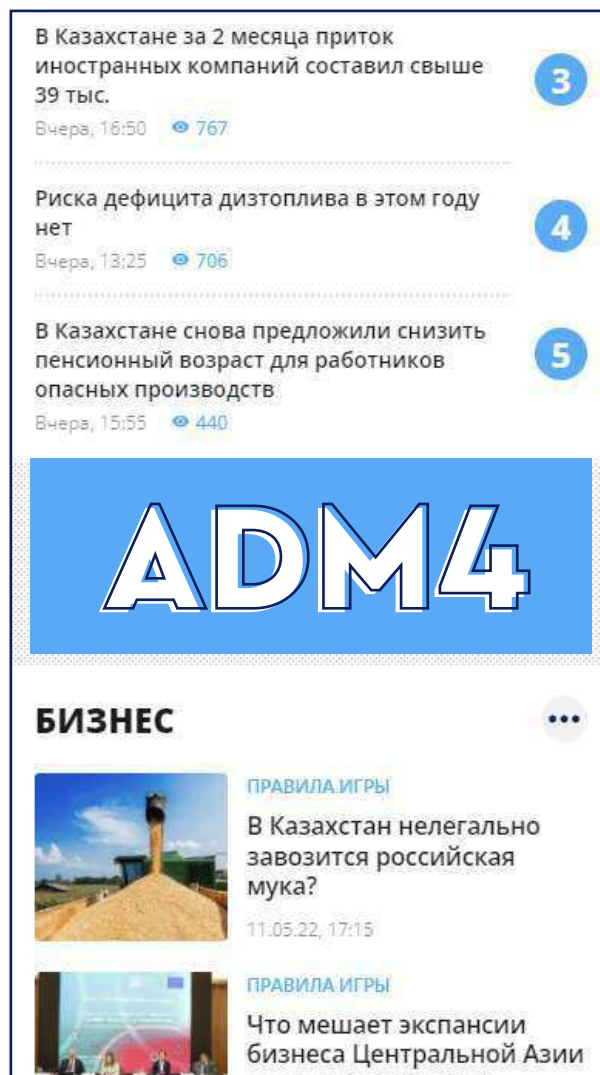 В Казахстане за 2 месяца приток
иностранных компаний составил свыше
39 тыс.
3
Вчера, 16:50 767
Риска дефицита дизтоплива в этом году
нет
4
Вчера, 13:25 706
В Казахстане снова предложили снизить
пенсионный возраст для работников
опасных производств
5
Вчера, 15:55 440
ADM4
БИЗНЕС
ПРАВИЛА ИГРЫ
В Казахстан нелегально
завозится российская
мука?
11.05.22, 17:15
ПРАВИЛА ИГРЫ
Что мешает экспансии
бизнеса Центральной Азии